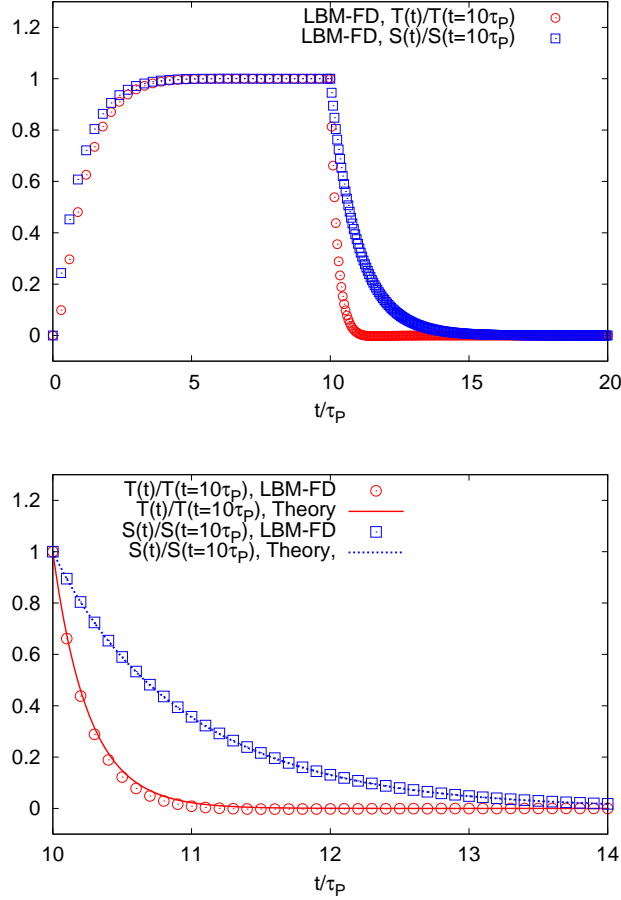 LBM-FD, T(t)/T(t=10τP)
LBM-FD, S(t)/S(t=10τP)
1.2
1
0.8
0.6
0.4
0.2
0
0 5 10 15 20
t/τP
T(t)/T(t=10τP), LBM-FD
T(t)/T(t=10τP), Theory
S(t)/S(t=10τP), LBM-FD
S(t)/S(t=10τP), Theory,
1.2
1
0.8
0.6
0.4
0.2
0
10 11 12 13 14
t/τP